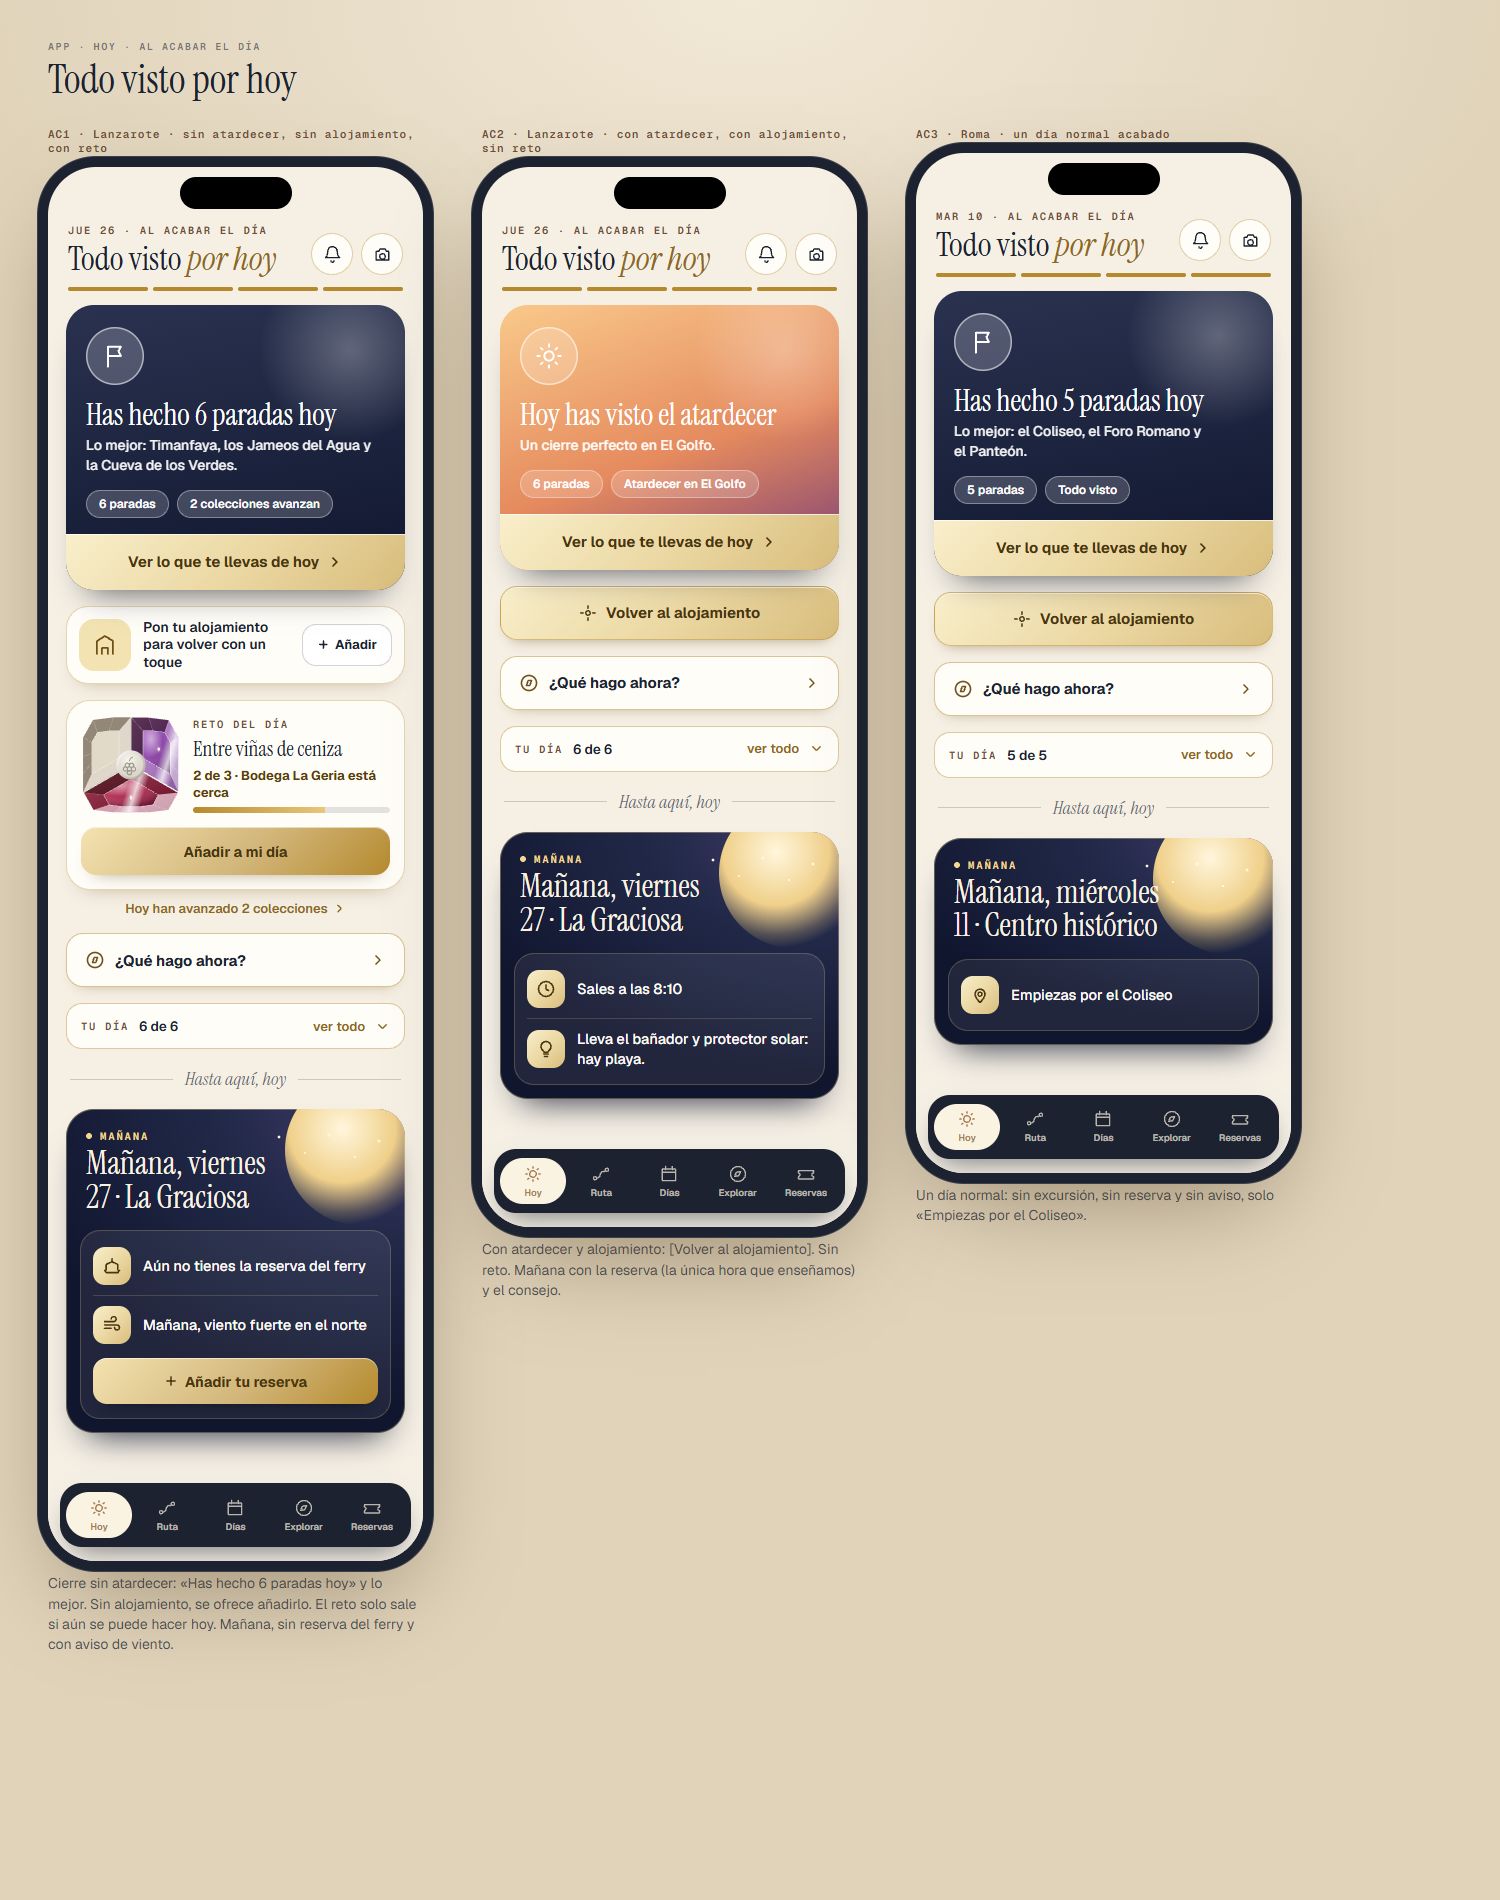 APP · HOY · AL ACABAR EL DÍA
Todo visto por hoy
AC1 · Lanzarote · sin atardecer, sin alojamiento,
con reto
JUE 26 · AL ACABAR EL DÍA
Todo visto por hoy
Has hecho 6 paradas hoy
Lo mejor: Timanfaya, los Jameos del Agua y
la Cueva de los Verdes.
6 paradas
2 colecciones avanzan
Ver lo que te llevas de hoy
Pon tu alojamiento
para volver con un
toque
+ Añadir
RETO DEL DÍA
Entre viñas de ceniza
2 de 3 · Bodega La Geria está
cerca
Añadir a mi día
Hoy han avanzado 2 colecciones
¿Qué hago ahora?
TU DÍA 6 de 6
ver todo
Hasta aquí, hoy
MAÑANA
Mañana, viernes
27 · La Graciosa
Aún no tienes la reserva del ferry
Mañana, viento fuerte en el norte
+ Añadir tu reserva
Hoy
Ruta
Días
Explorar
Reservas
Cierre sin atardecer: «Has hecho 6 paradas hoy» y lo
mejor. Sin alojamiento, se ofrece añadirlo. El reto solo sale
si aún se puede hacer hoy. Mañana, sin reserva del ferry y
con aviso de viento.
AC2 · Lanzarote · con atardecer, con alojamiento,
sin reto
JUE 26 · AL ACABAR EL DÍA
Todo visto por hoy
Hoy has visto el atardecer
Un cierre perfecto en El Golfo.
6 paradas
Atardecer en El Golfo
Ver lo que te llevas de hoy
Volver al alojamiento
¿Qué hago ahora?
TU DÍA 6 de 6
ver todo
Hasta aquí, hoy
MAÑANA
Mañana, viernes
27 · La Graciosa
Sales a las 8:10
Lleva el bañador y protector solar:
hay playa.
Hoy
Ruta
Días
Explorar
Reservas
Con atardecer y alojamiento: [Volver al alojamiento]. Sin
reto. Mañana con la reserva (la única hora que enseñamos)
y el consejo.
AC3 · Roma · un día normal acabado
MAR 10 · AL ACABAR EL DÍA
Todo visto por hoy
Has hecho 5 paradas hoy
Lo mejor: el Coliseo, el Foro Romano y
el Panteón.
5 paradas
Todo visto
Ver lo que te llevas de hoy
Volver al alojamiento
¿Qué hago ahora?
TU DÍA 5 de 5
ver todo
Hasta aquí, hoy
MAÑANA
Mañana, miércoles
11 · Centro histórico
Empiezas por el Coliseo
Hoy
Ruta
Días
Explorar
Reservas
Un día normal: sin excursión, sin reserva y sin aviso, solo
«Empiezas por el Coliseo».